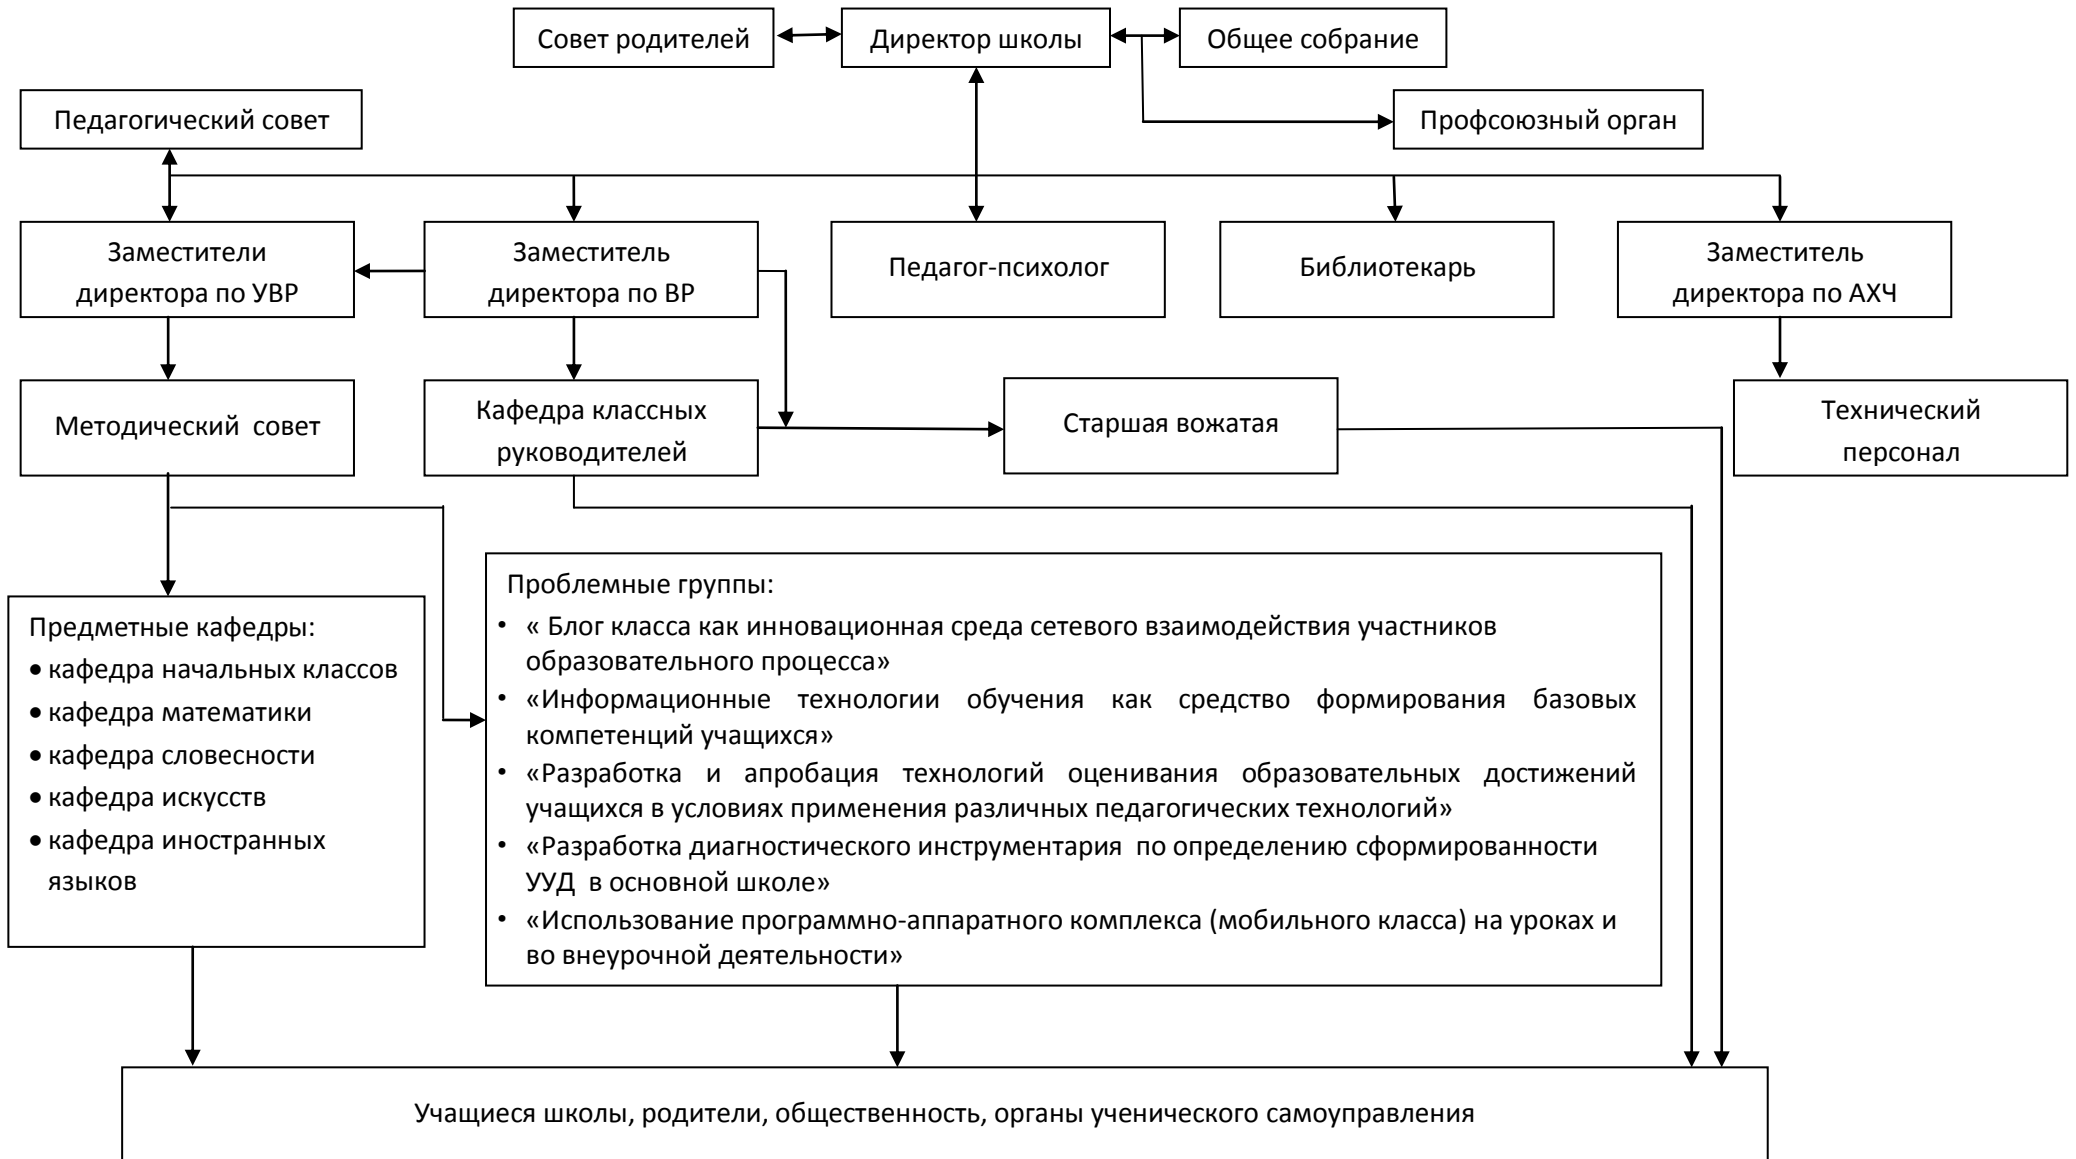 Совет родителей
Директор школы
Общее собрание
Педагогический совет
Профсоюзный орган
Заместители
директора по УВР
Заместитель
директора по ВР
Педагог-психолог
Библиотекарь
Заместитель
директора по АХЧ
Методический совет
Кафедра классных
руководителей
Старшая вожатая
Технический
персонал
Предметные кафедры:
• кафедра начальных классов
• кафедра математики
• кафедра словесности
• кафедра искусств
• кафедра иностранных
языков
Проблемные группы:
• « Блог класса как инновационная среда сетевого взаимодействия участников
образовательного процесса»
• «Информационные технологии обучения как средство формирования базовых
компетенций учащихся»
• «Разработка и апробация технологий оценивания образовательных достижений
учащихся в условиях применения различных педагогических технологий»
• «Разработка диагностического инструментария по определению сформированности
УУД в основной школе»
• «Использование программно-аппаратного комплекса (мобильного класса) на уроках и
во внеурочной деятельности»
Учащиеся школы, родители, общественность, органы ученического самоуправления